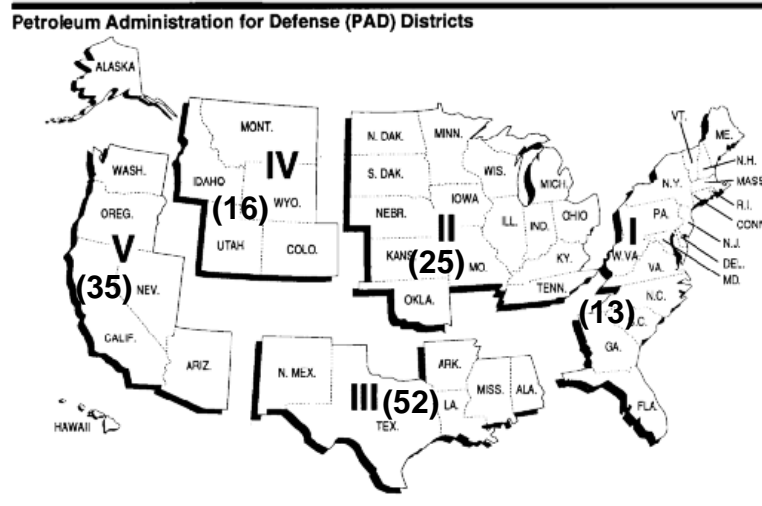 Petroleum Administration for Defense (PAD) Districts
ALASKA
WASH.
OREG.
V
(35)
NEV.
CALIF.
ARIZ.
HAWAII
MONT.
IDAHO
IV
(16)
WYO.
UTAH
COLO.
N. DAK.
MINN.
S. DAK.
WIS.
MICH.
NEBR.
IOWA
II
ILL.
IND.
OHIO
KANS.
(25)
MO.
KY.
OKLA.
TENN.
N. MEX.
III
(52)
TEX.
ARK.
LA.
MISS.
ALA.
VT.
ME.
N.H.
MASS
N.Y.
R.I.
CONN
PA.
I
N.J.
W.VA.
DEL.
VA.
MD.
N.C.
(13)
S.C.
GA.
FLA.